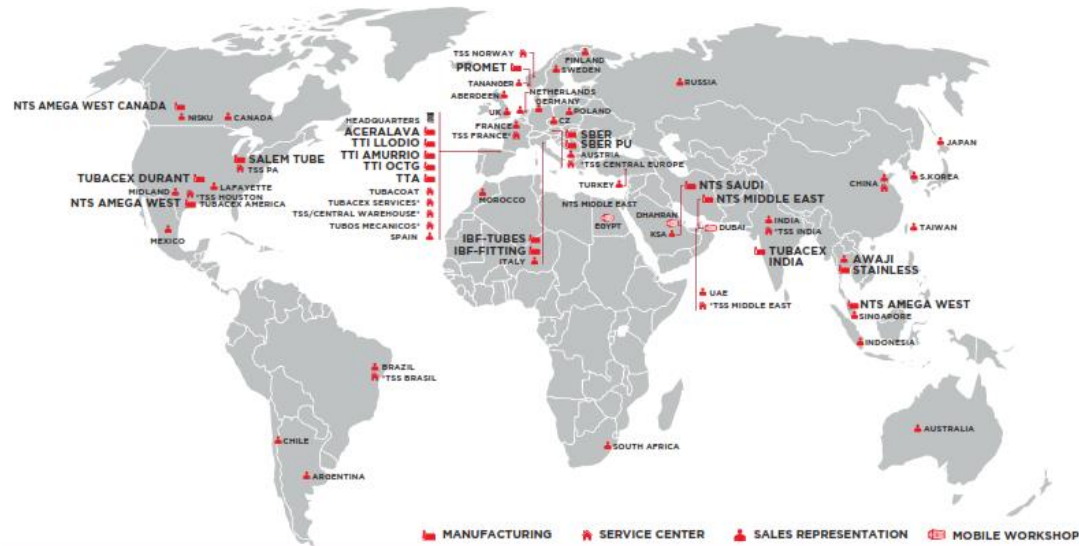 TSS NORWAY
FINLAND
PROMET
SWEDEN
RUSSIA
TANANGER
NETHERLANDS
ABERDEEN
GERMANY
NTS AMEGA WEST CANADA
UK
POLAND
NISKU
CANADA
HEADQUARTERS
FRANCE
CZ
ACERALAVA
TSS FRANCE*
SBER
JAPAN
TTI LLODIO
SBER PU
SALEM TUBE
TTI AMURRIO
AUSTRIA
TSS PA
TTI OCTG
*TSS CENTRAL EUROPE
S.KOREA
TUBACEX DURANT
TTA
CHINA
LAFAYETTE
TURKEY
NTS SAUDI
MIDLAND
*TSS HOUSTON
TUBACOAT
MOROCCO
NTS MIDDLE EAST
NTS MIDDLE EAST
NTS AMEGA WEST
TUBACEX AMERICA
TUBACEX SERVICES*
TSS/CENTRAL WAREHOUSE*
DHAHRAN
INDIA
EGYPT
DUBAI
TAIWAN
MEXICO
TUBOS MECANICOS*
KSA
*TSS INDIA
SPAIN
IBF-TUBES
TUBACEX
INDIA
IBF-FITTING
AWAJI
STAINLESS
ITALY
UAE
*TSS MIDDLE EAST
NTS AMEGA WEST
SINGAPORE
INDONESIA
BRAZIL
*TSS BRASIL
AUSTRALIA
CHILE
SOUTH AFRICA
ARGENTINA
MANUFACTURING
SERVICE CENTER
SALES REPRESENTATION
MOBILE WORKSHOP